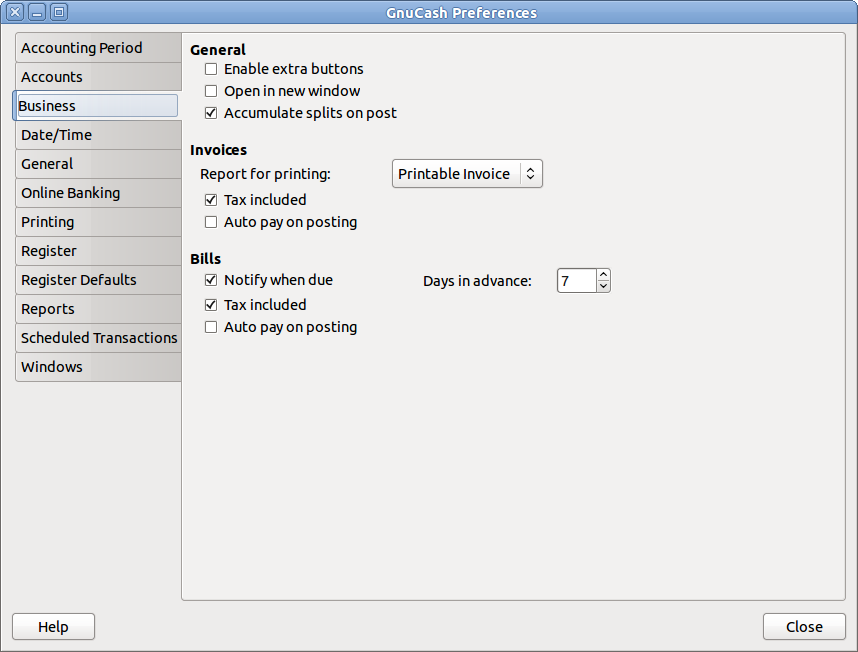 GnuCash Preferences
Accounting Period
Accounts
Business
Date/Time
General
Online Banking
Printing
Register
Register Defaults
Reports
Scheduled Transactions
Windows
General
Enable extra buttons
Open in new window
Accumulate splits on post
Invoices
Report for printing: Printable Invoice
Tax included
Auto pay on posting
Bills
Notify when due Days in advance: 7
Tax included
Auto pay on posting
Help Close